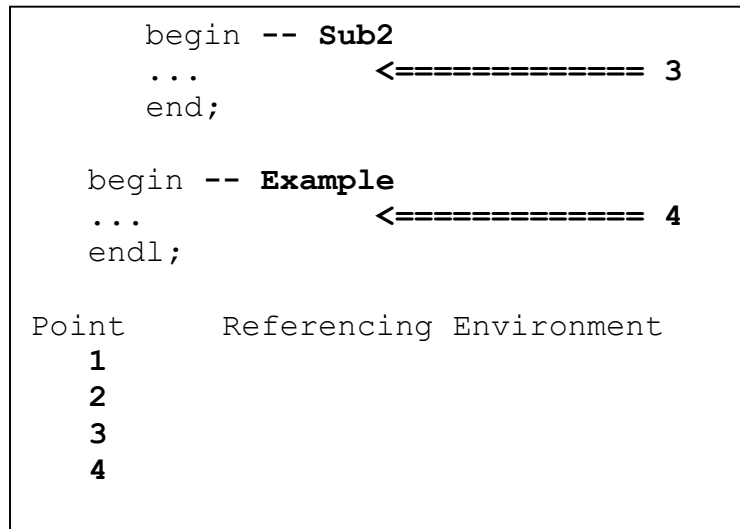 begin -- Sub2
... <============= 3
end;
begin -- Example
... <============= 4
endl;
Point Referencing Environment
1
2
3
4